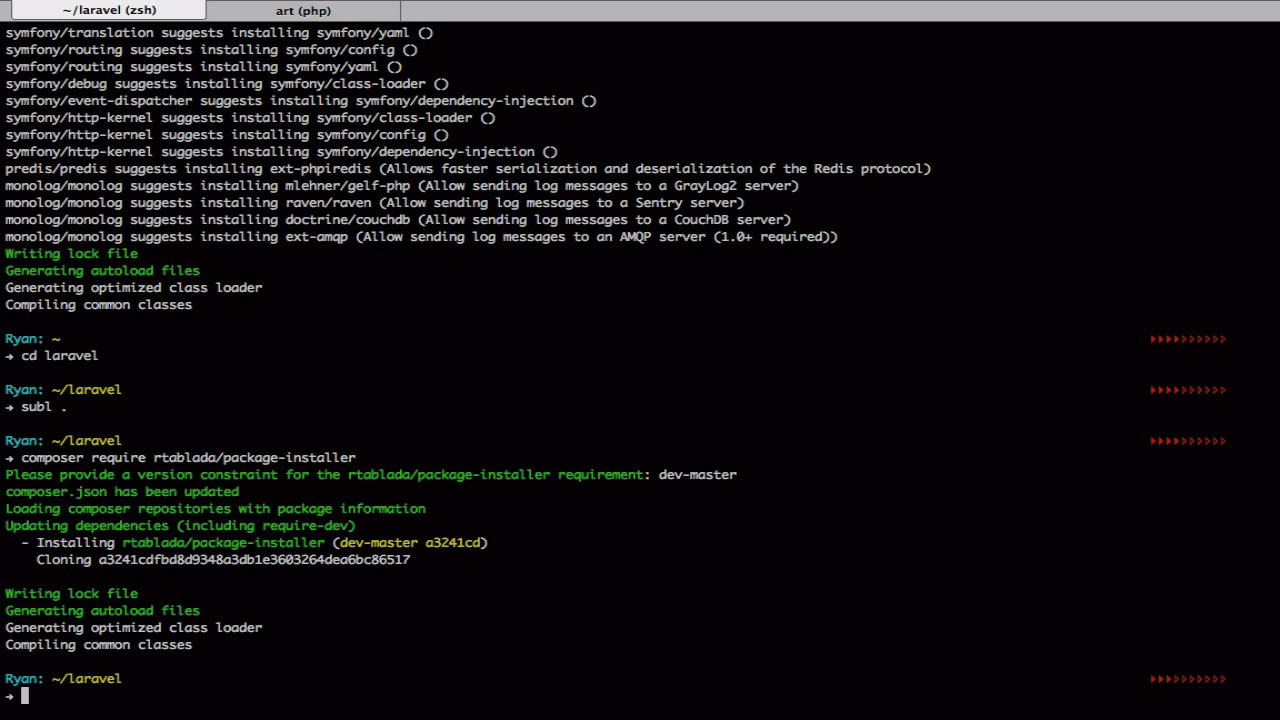 ~/laravel (zsh)
art (php)
symfony/translation suggests installing symfony/yaml ()
symfony/routing suggests installing symfony/config ()
symfony/routing suggests installing symfony/yaml ()
symfony/debug suggests installing symfony/class-loader ()
symfony/event-dispatcher suggests installing symfony/dependency-injection ()
symfony/http-kernel suggests installing symfony/class-loader ()
symfony/http-kernel suggests installing symfony/config ()
symfony/http-kernel suggests installing symfony/dependency-injection ()
predis/predis suggests installing ext-phpiredis (Allows faster serialization and deserialization of the Redis protocol)
monolog/monolog suggests installing mlehner/gelf-php (Allow sending log messages to a GrayLog2 server)
monolog/monolog suggests installing raven/raven (Allow sending log messages to a Sentry server)
monolog/monolog suggests installing doctrine/couchdb (Allow sending log messages to a CouchDB server)
monolog/monolog suggests installing ext-amqp (Allow sending log messages to an AMQP server (1.0+ required))
Writing lock file
Generating autoload files
Generating optimized class loader
Compiling common classes
Ryan: ~
→ cd laravel
Ryan: ~/laravel
→ subl .
Ryan: ~/laravel
→ composer require rtablada/package-installer
Please provide a version constraint for the rtablada/package-installer requirement: dev-master
composer.json has been updated
Loading composer repositories with package information
Updating dependencies (including require-dev)
- Installing rtablada/package-installer (dev-master a3241cd)
Cloning a3241cdfbd8d9348a3db1e3603264dea6bc86517
Writing lock file
Generating autoload files
Generating optimized class loader
Compiling common classes
Ryan: ~/laravel
→